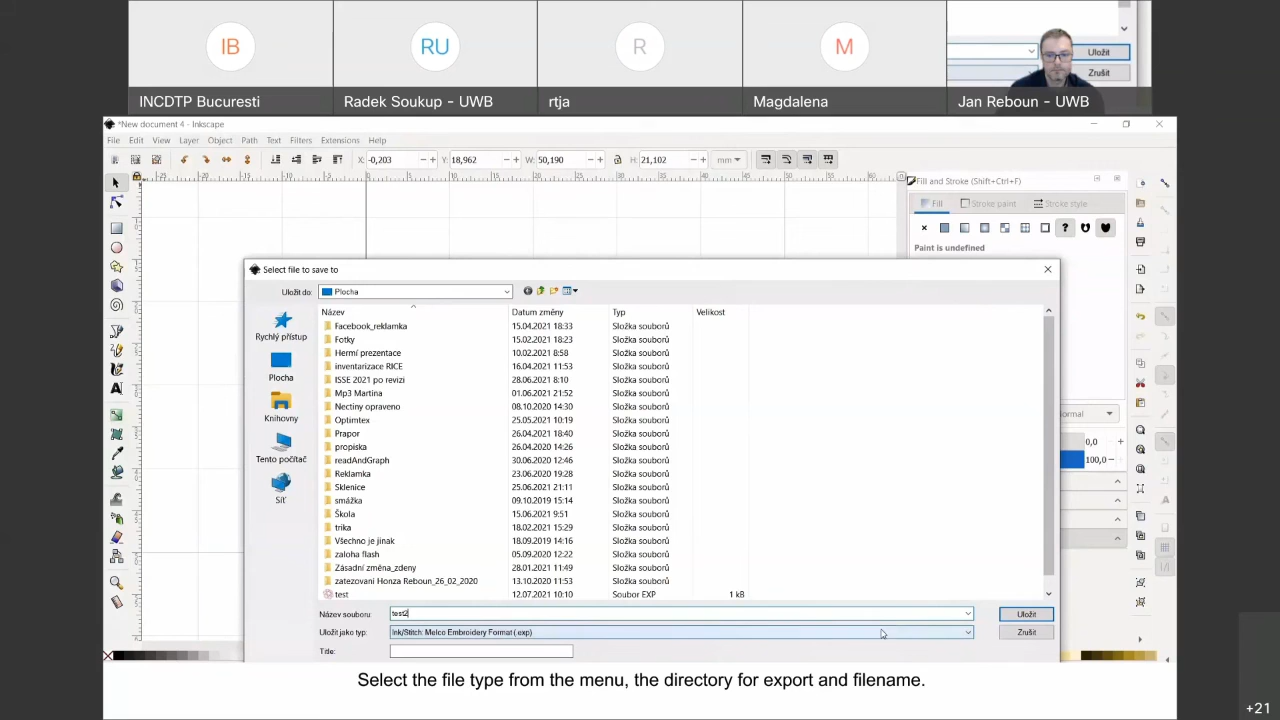 IB
RU
R
M
Uložit
Zrušit
INCDTP Bucuresti
Radek Soukup - UWB
rtja
Magdalena
Jan Reboun - UWB
*New document 4 - Inkscape
File Edit View Layer Object Path Text Filters Extensions Help
X: -0,203 Y: 18,962 W: 50,190 H: 21,102 mm
Fill and Stroke (Shift+Ctrl+F)
Fill Stroke paint Stroke style
Paint is undefined
Select file to save to
Uložit do: Plocha
Název Datum změny Typ Velikost
Rychlý přístup
Plocha
Knihovny
Tento počítač
Síť
Facebook_reklamka 15.04.2021 18:33 Složka souborů
Fotky 15.02.2021 18:23 Složka souborů
Hermí prezentace 10.02.2021 8:58 Složka souborů
inventarizace RICE 16.04.2021 11:53 Složka souborů
ISSE 2021 po revizi 28.06.2021 8:10 Složka souborů
Mp3 Martina 01.06.2021 21:52 Složka souborů
Nectiny opraveno 08.10.2020 14:30 Složka souborů
Optimtex 25.05.2021 10:19 Složka souborů
Prapor 26.04.2021 18:40 Složka souborů
propiska 26.04.2020 14:26 Složka souborů
readAndGraph 30.06.2020 12:46 Složka souborů
Reklamka 23.06.2020 19:28 Složka souborů
Sklenice 25.06.2021 21:11 Složka souborů
smážka 09.10.2019 15:14 Složka souborů
Škola 15.06.2021 9:51 Složka souborů
trika 18.02.2021 15:29 Složka souborů
Všechno je jinak 18.09.2019 14:16 Složka souborů
zaloha flash 05.09.2020 12:22 Složka souborů
Zásadní změna_zdeny 28.01.2021 11:49 Složka souborů
zatezovani Honza Reboun_26_02_2020 13.10.2020 11:53 Složka souborů
test 12.07.2021 10:10 Soubor EXP 1 kB
Název souboru: test2 Uložit
Uložit jako typ: Ink/Stitch: Melco Embroidery Format (.exp) Zrušit
Title:
0,0
100,0
Select the file type from the menu, the directory for export and filename.
+21